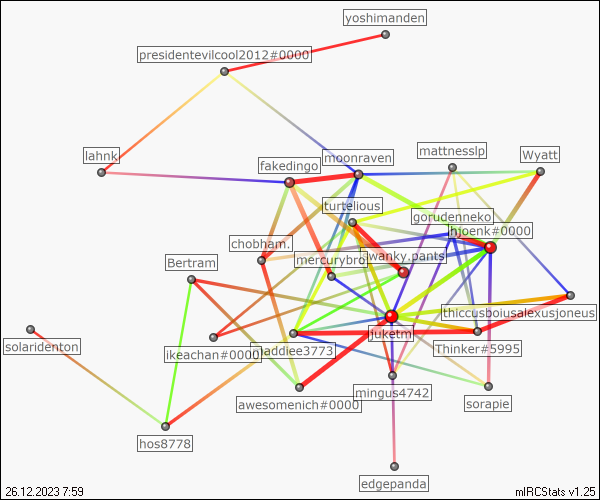 yoshimanden
presidentevilcool2012#0000
lahnk
fakedingo
moonraven
mattnesslp
Wyatt
turtelious
gorudenneko
hjoenk#0000
chobham.
mercurybro
wanky.pants
Bertram
thiccusboiusalexusjoneus
juketm
solaridenton
ikeachan#0000
maddiee3773
Thinker#5995
mingus4742
awesomenich#0000
sorapie
hos8778
edgepanda
26.12.2023 7:59
mIRCStats v1.25